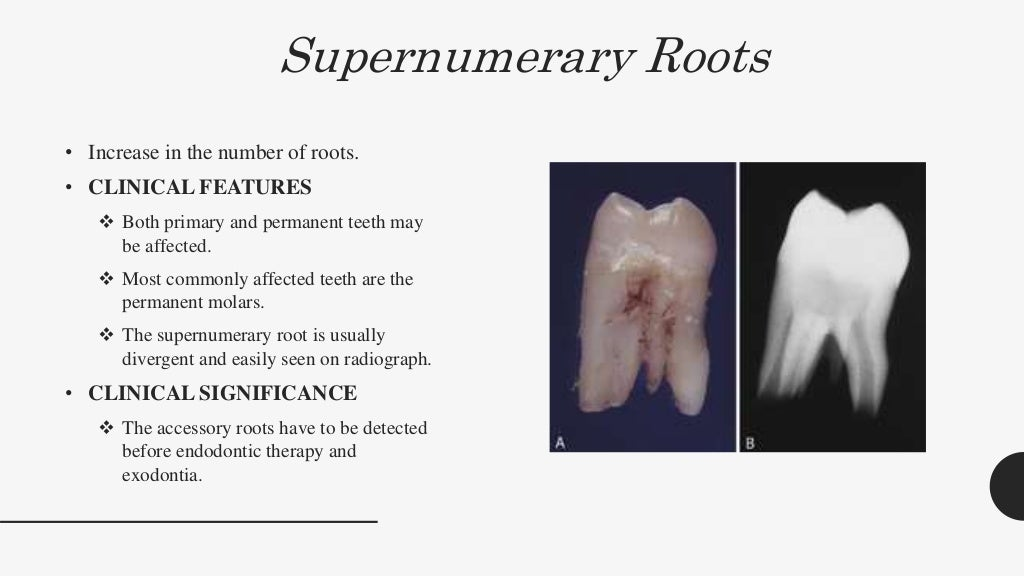 Supernumerary Roots
• Increase in the number of roots.
• CLINICAL FEATURES
❖ Both primary and permanent teeth may
be affected.
❖ Most commonly affected teeth are the
permanent molars.
❖ The supernumerary root is usually
divergent and easily seen on radiograph.
• CLINICAL SIGNIFICANCE
❖ The accessory roots have to be detected
before endodontic therapy and
exodontia.
A
B